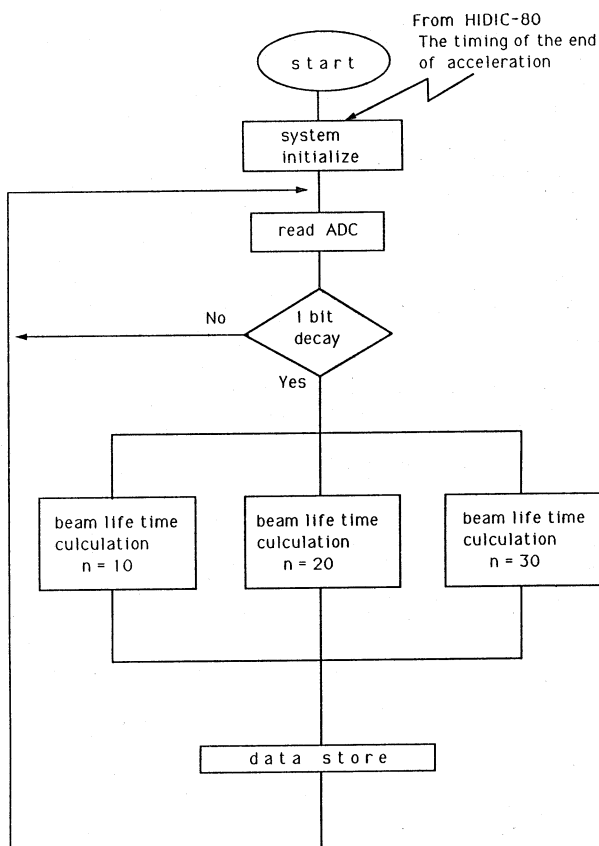 From HIDIC-80
The timing of the end
of acceleration
start
system
initialize
read ADC
1 bit
decay
No
Yes
beam life time
culculation
n = 10
beam life time
culculation
n = 20
beam life time
culculation
n = 30
data store